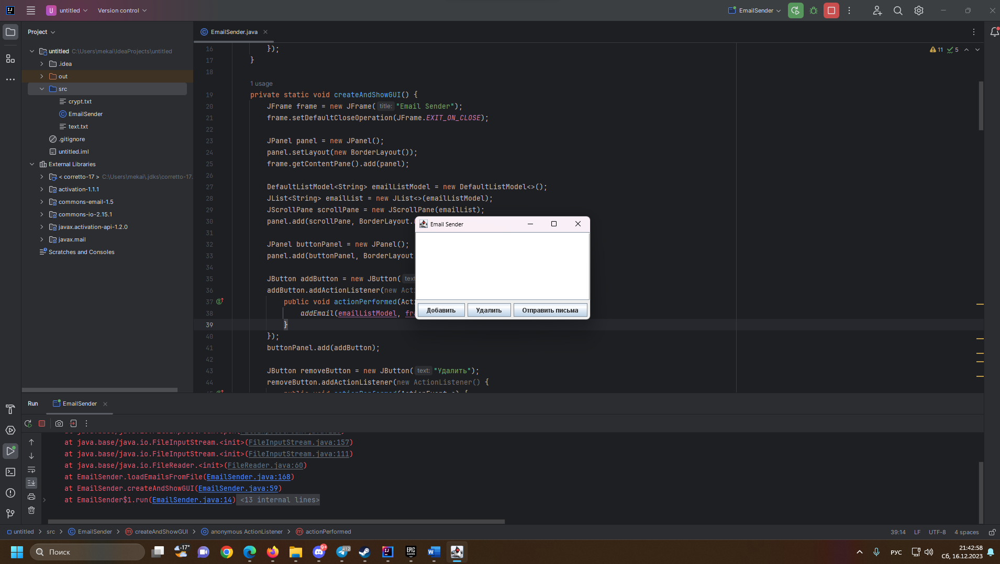 untitled
Version control
EmailSender
Project
EmailSender.java
untitled C:\Users\mekai\IdeaProjects\untitled
.idea
out
src
crypt.txt
EmailSender
text.txt
.gitignore
untitled.iml
External Libraries
< corretto-17 > C:\Users\mekai\.jdks\corretto-17.
activation-1.1.1
commons-email-1.5
commons-io-2.15.1
javax.activation-api-1.2.0
javax.mail
Scratches and Consoles
11 5
16 });
17 }
18
1 usage
19 private static void createAndShowGUI() {
20 JFrame frame = new JFrame( title: "Email Sender");
21 frame.setDefaultCloseOperation(JFrame.EXIT_ON_CLOSE);
22
23 JPanel panel = new JPanel();
24 panel.setLayout(new BorderLayout());
25 frame.getContentPane().add(panel);
26
27 DefaultListModel<String> emailListModel = new DefaultListModel<>();
28 JList<String> emailList = new JList<>(emailListModel);
29 JScrollPane scrollPane = new JScrollPane(emailList);
30 panel.add(scrollPane, BorderLayout.
31
32 JPanel buttonPanel = new JPanel();
33 panel.add(buttonPanel, BorderLayout
34
35 JButton addButton = new JButton( text
36 addButton.addActionListener(new Acti
37 public void actionPerformed(Acti
38 addEmail(emailListModel, fra
39 }
40 });
41 buttonPanel.add(addButton);
42
43 JButton removeButton = new JButton( text: "Удалить");
44 removeButton.addActionListener(new ActionListener() {
45 public void actionPerformed(ActionEvent e) {
Email Sender
Добавить Удалить Отправить письма
Run EmailSender
at java.base/java.io.FileInputStream.<init>(FileInputStream.java:157)
at java.base/java.io.FileInputStream.<init>(FileInputStream.java:111)
at java.base/java.io.FileReader.<init>(FileReader.java:60)
at EmailSender.loadEmailsFromFile(EmailSender.java:168)
at EmailSender.createAndShowGUI(EmailSender.java:59)
at EmailSender$1.run(EmailSender.java:14) <13 internal lines>
untitled > src > EmailSender > createAndShowGUI > anonymous ActionListener > actionPerformed
39:14 LF UTF-8 4 spaces
Поиск
-17°
9+
412
EPIC GAMES
РУС
21:42:58
Сб, 16.12.2023